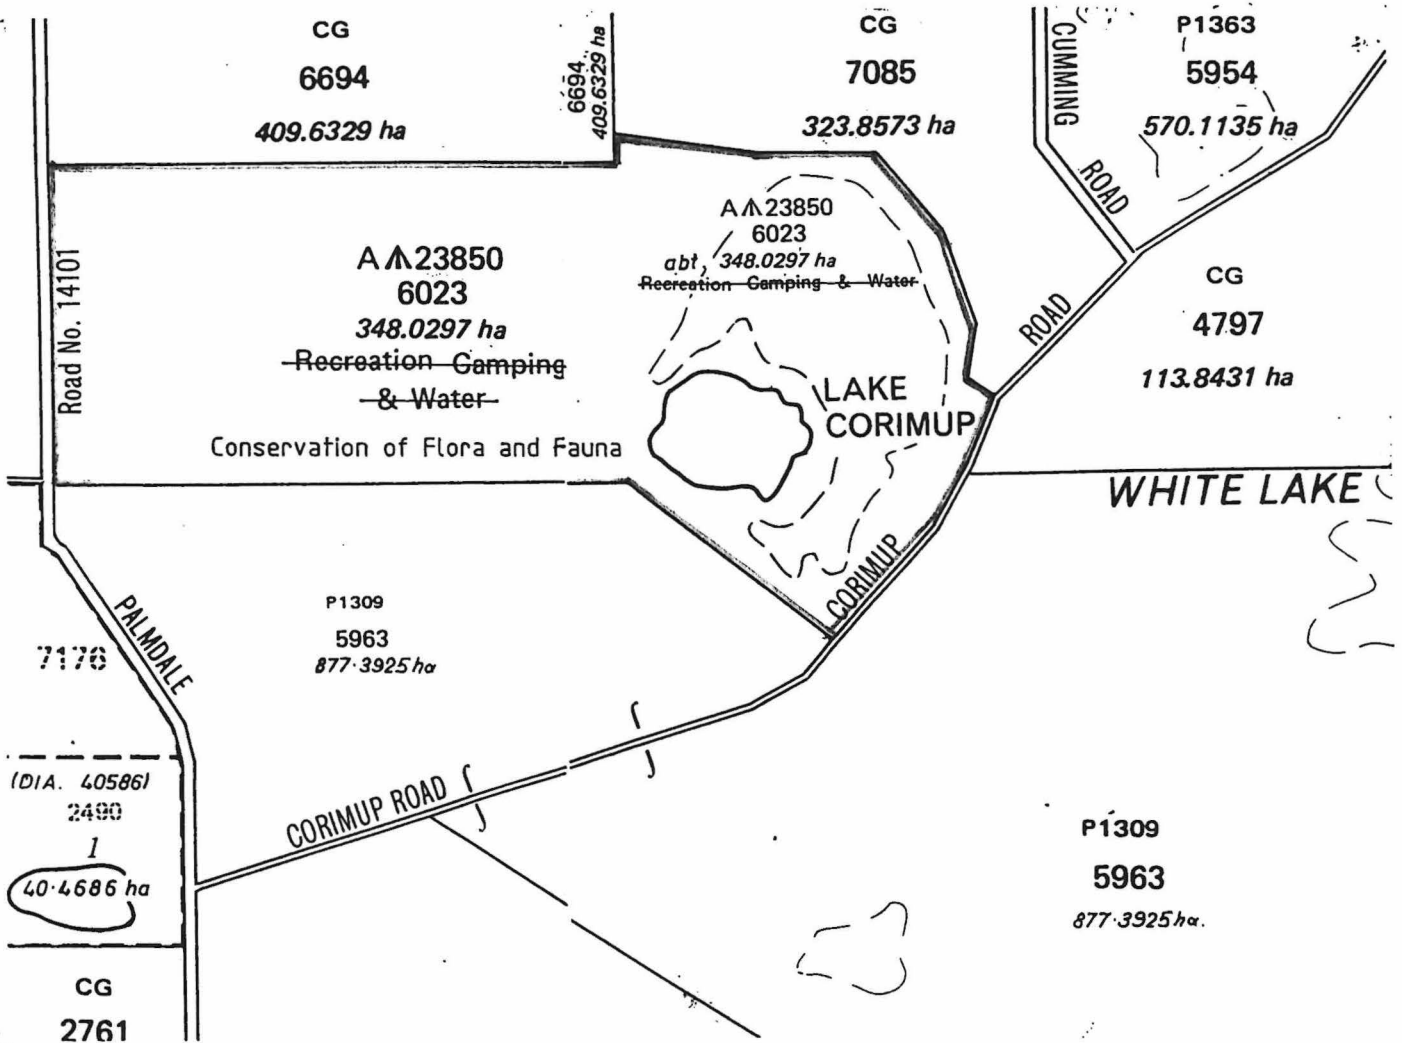 CG
6694
409.6329 ha
6694
409.6329 ha
CG
7085
323.8573 ha
CUMMING
ROAD
P1363
5954
570.1135 ha
Road No. 14101
A 23850
6023
348.0297 ha
Recreation Camping
& Water
Conservation of Flora and Fauna
A 23850
6023
abt, 348.0297 ha
Recreation Camping & Water
LAKE
CORIMUP
ROAD
CG
4797
113.8431 ha
WHITE LAKE
CORIMUP
P1309
5963
877.3925 ha
PALMDALE
7176
(DIA. 40586)
2490
1
40.4686 ha
CG
2761
CORIMUP ROAD
P1309
5963
877.3925 ha.